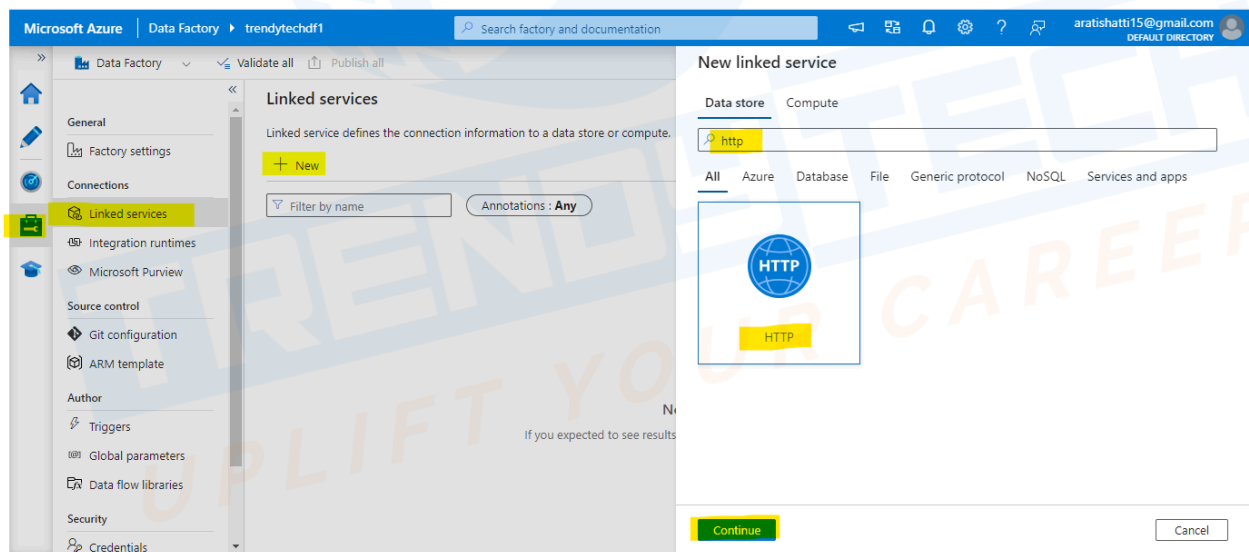 Microsoft Azure
Data Factory
trendytechdf1
Search factory and documentation
?
aratishatti15@gmail.com
DEFAULT DIRECTORY
»
Data Factory
Validate all
Publish all
«
General
Factory settings
Connections
Linked services
Integration runtimes
Microsoft Purview
Source control
Git configuration
ARM template
Author
Triggers
Global parameters
Data flow libraries
Security
Credentials
Linked services
Linked service defines the connection information to a data store or compute.
+ New
Filter by name
Annotations : Any
If you expected to see results
New linked service
Data store Compute
http
All Azure Database File Generic protocol NoSQL Services and apps
HTTP
HTTP
Continue
Cancel
UPLIFT YOUR CAREER